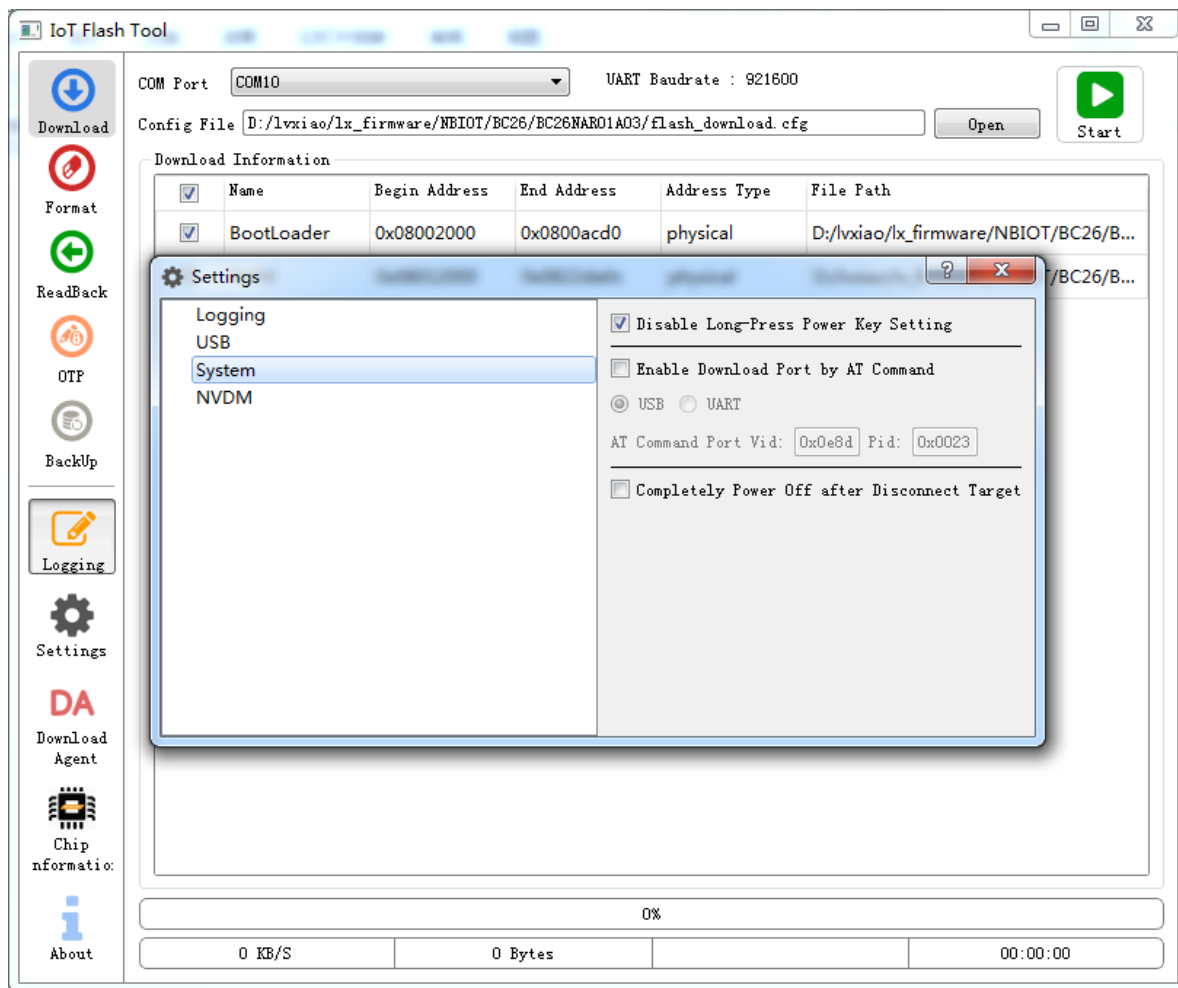 IoT Flash Tool
Download
Format
ReadBack
OTP
BackUp
Logging
Settings
DA
Download
Agent
Chip
nformatio:
About
COM Port COM10 UART Baudrate : 921600
Config File D:/lvxiao/lx_firmware/NBIOT/BC26/BC26NAR01A03/flash_download.cfg Open Start
Download Information
Name Begin Address End Address Address Type File Path
BootLoader 0x08002000 0x0800acd0 physical D:/lvxiao/lx_firmware/NBIOT/BC26/B...
T/BC26/B...
Settings
Logging
USB
System
NVDM
Disable Long-Press Power Key Setting
Enable Download Port by AT Command
USB UART
AT Command Port Vid: 0x0e8d Pid: 0x0023
Completely Power Off after Disconnect Target
0%
0 KB/S 0 Bytes 00:00:00